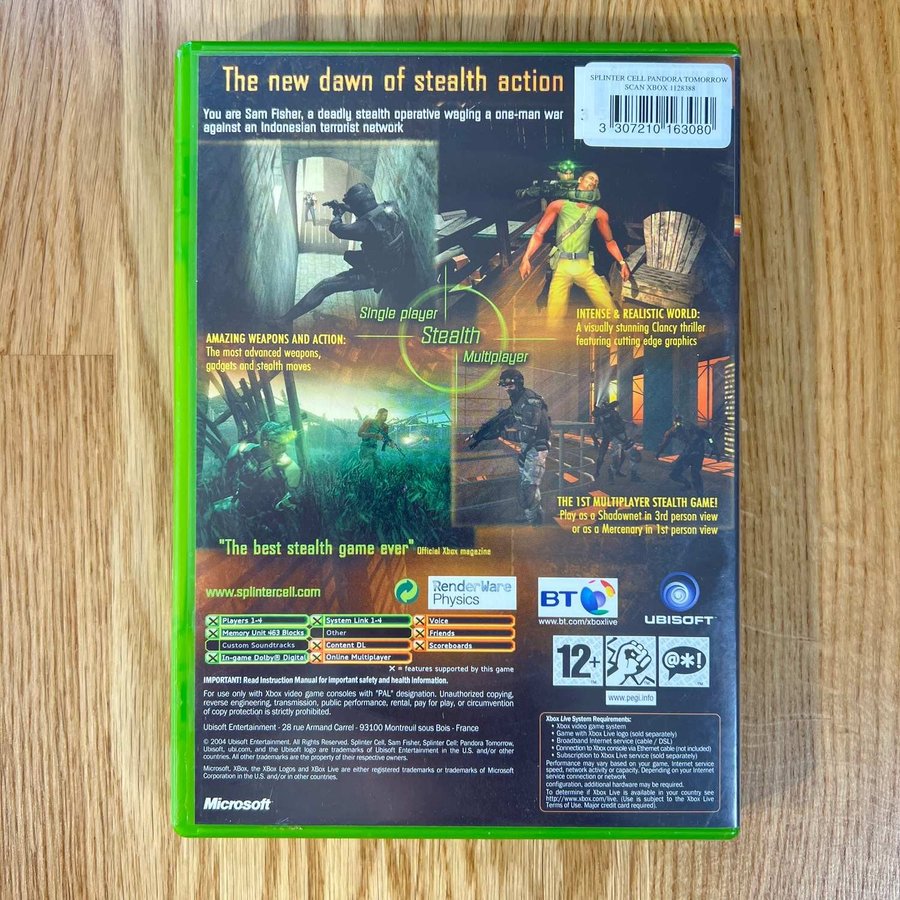 The new dawn of stealth action
SPLINTER CELL PANDORA TOMORROW
SCAN XBOX 1128388
3 307210 163080
You are Sam Fisher, a deadly stealth operative waging a one-man war
against an Indonesian terrorist network
Single player
Stealth
Multiplayer
INTENSE & REALISTIC WORLD:
A visually stunning Clancy thriller
featuring cutting edge graphics
AMAZING WEAPONS AND ACTION:
The most advanced weapons,
gadgets and stealth moves
THE 1ST MULTIPLAYER STEALTH GAME!
Play as a Shadownet in 3rd person view
or as a Mercenary in 1st person view
"The best stealth game ever" Official Xbox magazine
www.splintercell.com
RenderWare
Physics
BT
www.bt.com/xboxlive
UBISOFT™
X Players 1-4
X System Link 1-4
X Voice
X Memory Unit 463 Blocks
Other
X Friends
Custom Soundtracks
X Content DL
X Scoreboards
X In-game Dolby® Digital
X Online Multiplayer
X = features supported by this game
12+
@*!
www.pegi.info
IMPORTANT! Read Instruction Manual for important safety and health information.
For use only with Xbox video game consoles with "PAL" designation. Unauthorized copying,
reverse engineering, transmission, public performance, rental, pay for play, or circumvention
of copy protection is strictly prohibited.
Ubisoft Entertainment - 28 rue Armand Carrel - 93100 Montreuil sous Bois - France
© 2004 Ubisoft Entertainment. All Rights Reserved. Splinter Cell, Sam Fisher, Splinter Cell: Pandora Tomorrow,
Ubisoft, ubi.com, and the Ubisoft logo are trademarks of Ubisoft Entertainment in the U.S. and/or other
countries. All other trademarks are the property of their respective owners.
Microsoft, XBox, the XBox Logos and XBox Live are either registered trademarks or trademarks of Microsoft
Corporation in the U.S. and/or in other countries.
Microsoft
Xbox Live System Requirements:
• Xbox video game system
• Game with Xbox Live logo (sold separately)
• Broadband Internet service (cable / DSL)
• Connection to Xbox console via Ethernet cable (not included)
• Subscription to Xbox Live service (sold separately)
Performance may vary based on your game, Internet service
speed, network activity or capacity. Depending on your Internet
service connection or network
configuration, additional hardware may be required.
To determine if Xbox Live is available in your country see
http://www.xbox.com/live. (Use is subject to the Xbox Live
Terms of Use. Major credit card required).